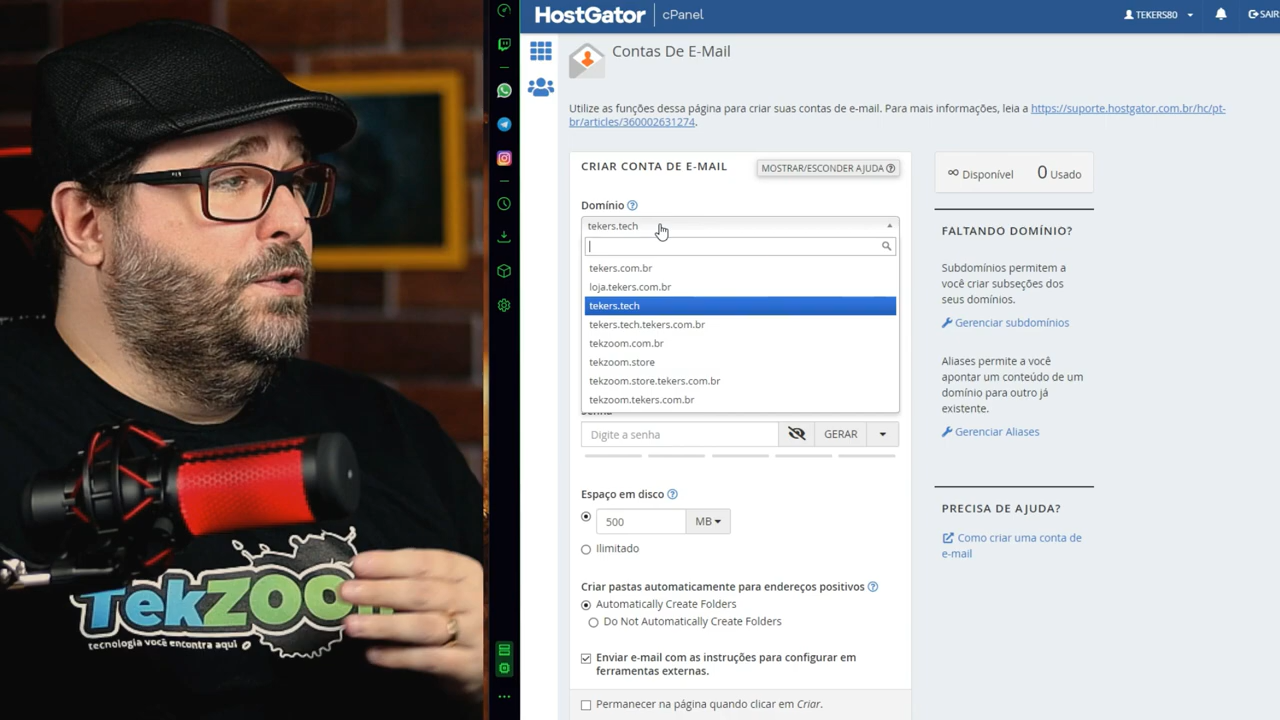 HostGator cPanel
TEKERS80
SAIR
Contas De E-Mail
Utilize as funções dessa página para criar suas contas de e-mail. Para mais informações, leia a https://suporte.hostgator.com.br/hc/pt-
br/articles/360002631274.
CRIAR CONTA DE E-MAIL
MOSTRAR/ESCONDER AJUDA
Domínio
tekers.tech
tekers.com.br
loja.tekers.com.br
tekers.tech
tekers.tech.tekers.com.br
tekzoom.com.br
tekzoom.store
tekzoom.store.tekers.com.br
tekzoom.tekers.com.br
Senha
Digite a senha
GERAR
Espaço em disco
500
MB
Ilimitado
Criar pastas automaticamente para endereços positivos
Automatically Create Folders
Do Not Automatically Create Folders
Enviar e-mail com as instruções para configurar em
ferramentas externas.
Permanecer na página quando clicar em Criar.
∞ Disponível
0 Usado
FALTANDO DOMÍNIO?
Subdomínios permitem a
você criar subseções dos
seus domínios.
Gerenciar subdomínios
Aliases permite a você
apontar um conteúdo de um
domínio para outro já
existente.
Gerenciar Aliases
PRECISA DE AJUDA?
Como criar uma conta de
e-mail
TekZOO
tecnologia você encontra aqui